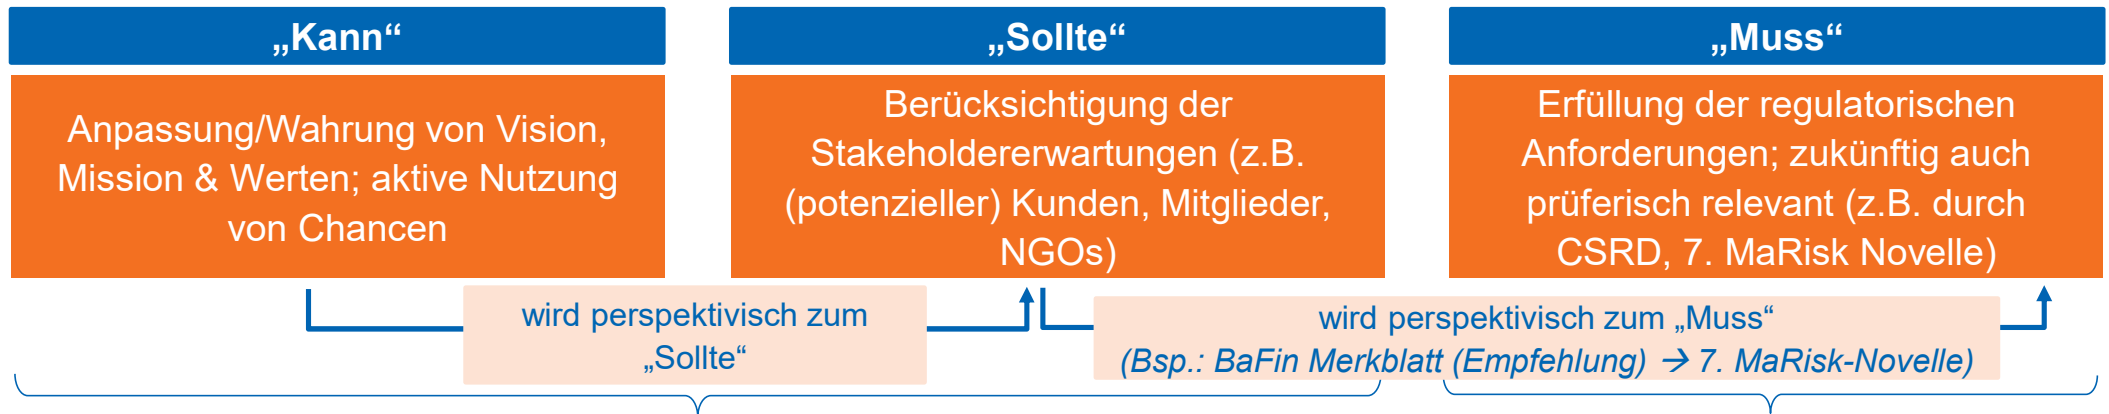 „Kann“
Anpassung/Wahrung von Vision,
Mission & Werten; aktive Nutzung
von Chancen
„Sollte“
Berücksichtigung der
Stakeholdererwartungen (z.B.
(potenzieller) Kunden, Mitglieder,
NGOs)
„Muss“
Erfüllung der regulatorischen
Anforderungen; zukünftig auch
prüferisch relevant (z.B. durch
CSRD, 7. MaRisk Novelle)
wird perspektivisch zum
„Sollte“
wird perspektivisch zum „Muss“
(Bsp.: BaFin Merkblatt (Empfehlung) → 7. MaRisk-Novelle)